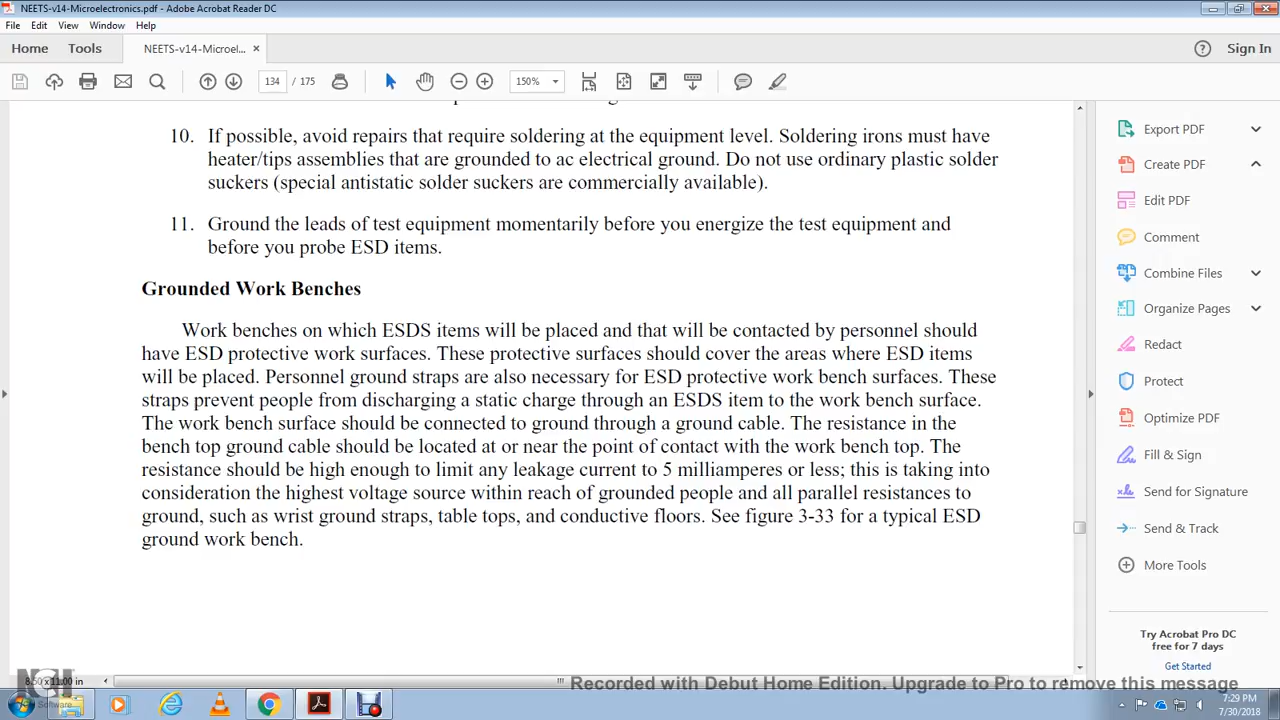 NEETS-v14-Microelectronics.pdf - Adobe Acrobat Reader DC
File Edit View Window Help
Home Tools NEETS-v14-Microel... × Sign In
134 / 175 150%
10. If possible, avoid repairs that require soldering at the equipment level. Soldering irons must have
heater/tips assemblies that are grounded to ac electrical ground. Do not use ordinary plastic solder
suckers (special antistatic solder suckers are commercially available).
11. Ground the leads of test equipment momentarily before you energize the test equipment and
before you probe ESD items.
Grounded Work Benches
Work benches on which ESDS items will be placed and that will be contacted by personnel should
have ESD protective work surfaces. These protective surfaces should cover the areas where ESD items
will be placed. Personnel ground straps are also necessary for ESD protective work bench surfaces. These
straps prevent people from discharging a static charge through an ESDS item to the work bench surface.
The work bench surface should be connected to ground through a ground cable. The resistance in the
bench top ground cable should be located at or near the point of contact with the work bench top. The
resistance should be high enough to limit any leakage current to 5 milliamperes or less; this is taking into
consideration the highest voltage source within reach of grounded people and all parallel resistances to
ground, such as wrist ground straps, table tops, and conductive floors. See figure 3-33 for a typical ESD
ground work bench.
Export PDF
Create PDF
Edit PDF
Comment
Combine Files
Organize Pages
Redact
Protect
Optimize PDF
Fill & Sign
Send for Signature
Send & Track
More Tools
Try Acrobat Pro DC
free for 7 days
Get Started
8.50 x 11.00 in
NCH Software
Recorded with Debut Home Edition. Upgrade to Pro to remove this message
7:29 PM
7/30/2018